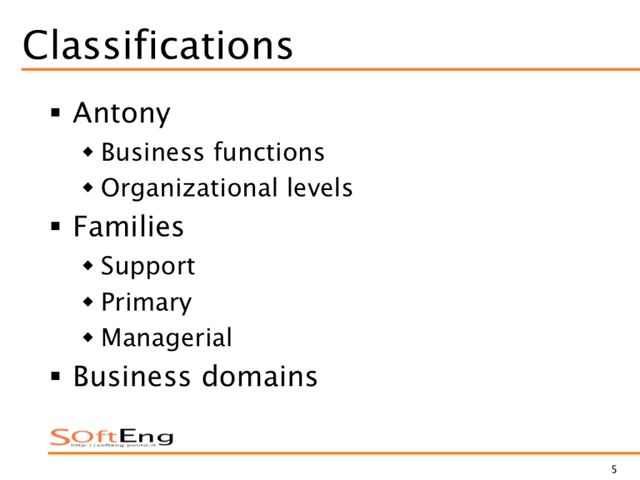 Classifications
▪ Antony
◆ Business functions
◆ Organizational levels
▪ Families
◆ Support
◆ Primary
◆ Managerial
▪ Business domains
SOftEng
http://softeng.polito.it
5